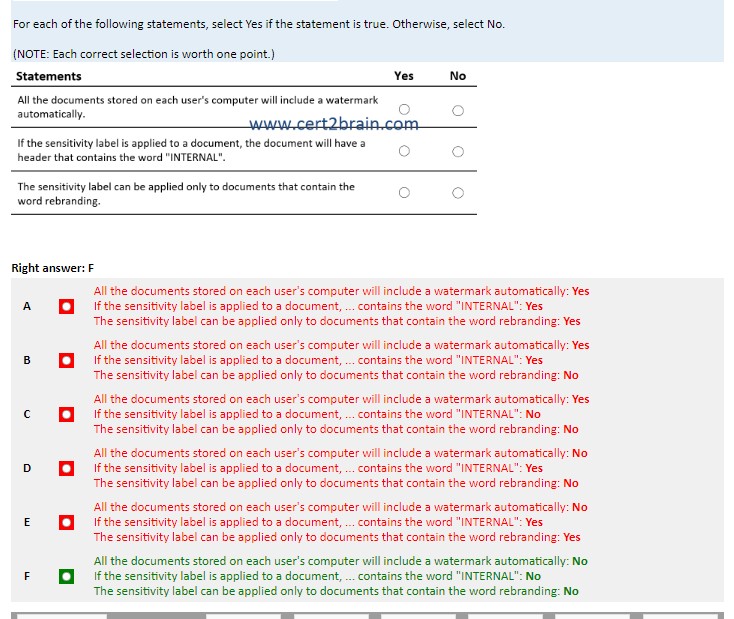 For each of the following statements, select Yes if the statement is true. Otherwise, select No.
(NOTE: Each correct selection is worth one point.)
Statements Yes No
All the documents stored on each user's computer will include a watermark
automatically.
www.cert2brain.com
If the sensitivity label is applied to a document, the document will have a
header that contains the word "INTERNAL".
The sensitivity label can be applied only to documents that contain the
word rebranding.
Right answer: F
All the documents stored on each user's computer will include a watermark automatically: Yes
A If the sensitivity label is applied to a document, ... contains the word "INTERNAL": Yes
The sensitivity label can be applied only to documents that contain the word rebranding: Yes
All the documents stored on each user's computer will include a watermark automatically: Yes
B If the sensitivity label is applied to a document, ... contains the word "INTERNAL": Yes
The sensitivity label can be applied only to documents that contain the word rebranding: No
All the documents stored on each user's computer will include a watermark automatically: Yes
C If the sensitivity label is applied to a document, ... contains the word "INTERNAL": No
The sensitivity label can be applied only to documents that contain the word rebranding: No
All the documents stored on each user's computer will include a watermark automatically: No
D If the sensitivity label is applied to a document, ... contains the word "INTERNAL": Yes
The sensitivity label can be applied only to documents that contain the word rebranding: No
All the documents stored on each user's computer will include a watermark automatically: No
E If the sensitivity label is applied to a document, ... contains the word "INTERNAL": Yes
The sensitivity label can be applied only to documents that contain the word rebranding: Yes
All the documents stored on each user's computer will include a watermark automatically: No
F If the sensitivity label is applied to a document, ... contains the word "INTERNAL": No
The sensitivity label can be applied only to documents that contain the word rebranding: No